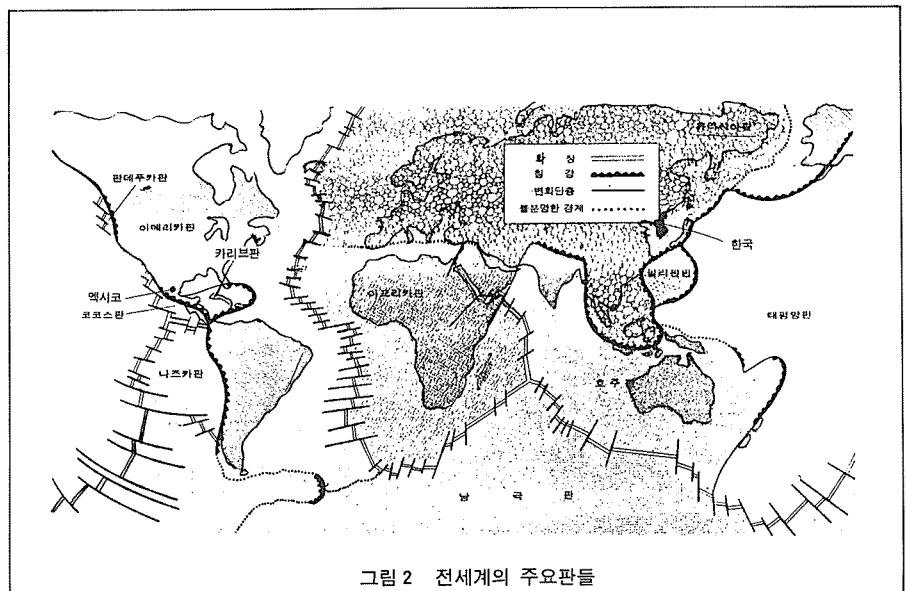 유라시아판
확 장
침 강
변환단층
불분명한 경계
판데푸카판
아메리카판
카리브판
한국
필리핀판
멕시코
코코스판
아프리카판
태평양판
나즈카판
호 주
남 극 판
그림 2 전세계의 주요판들